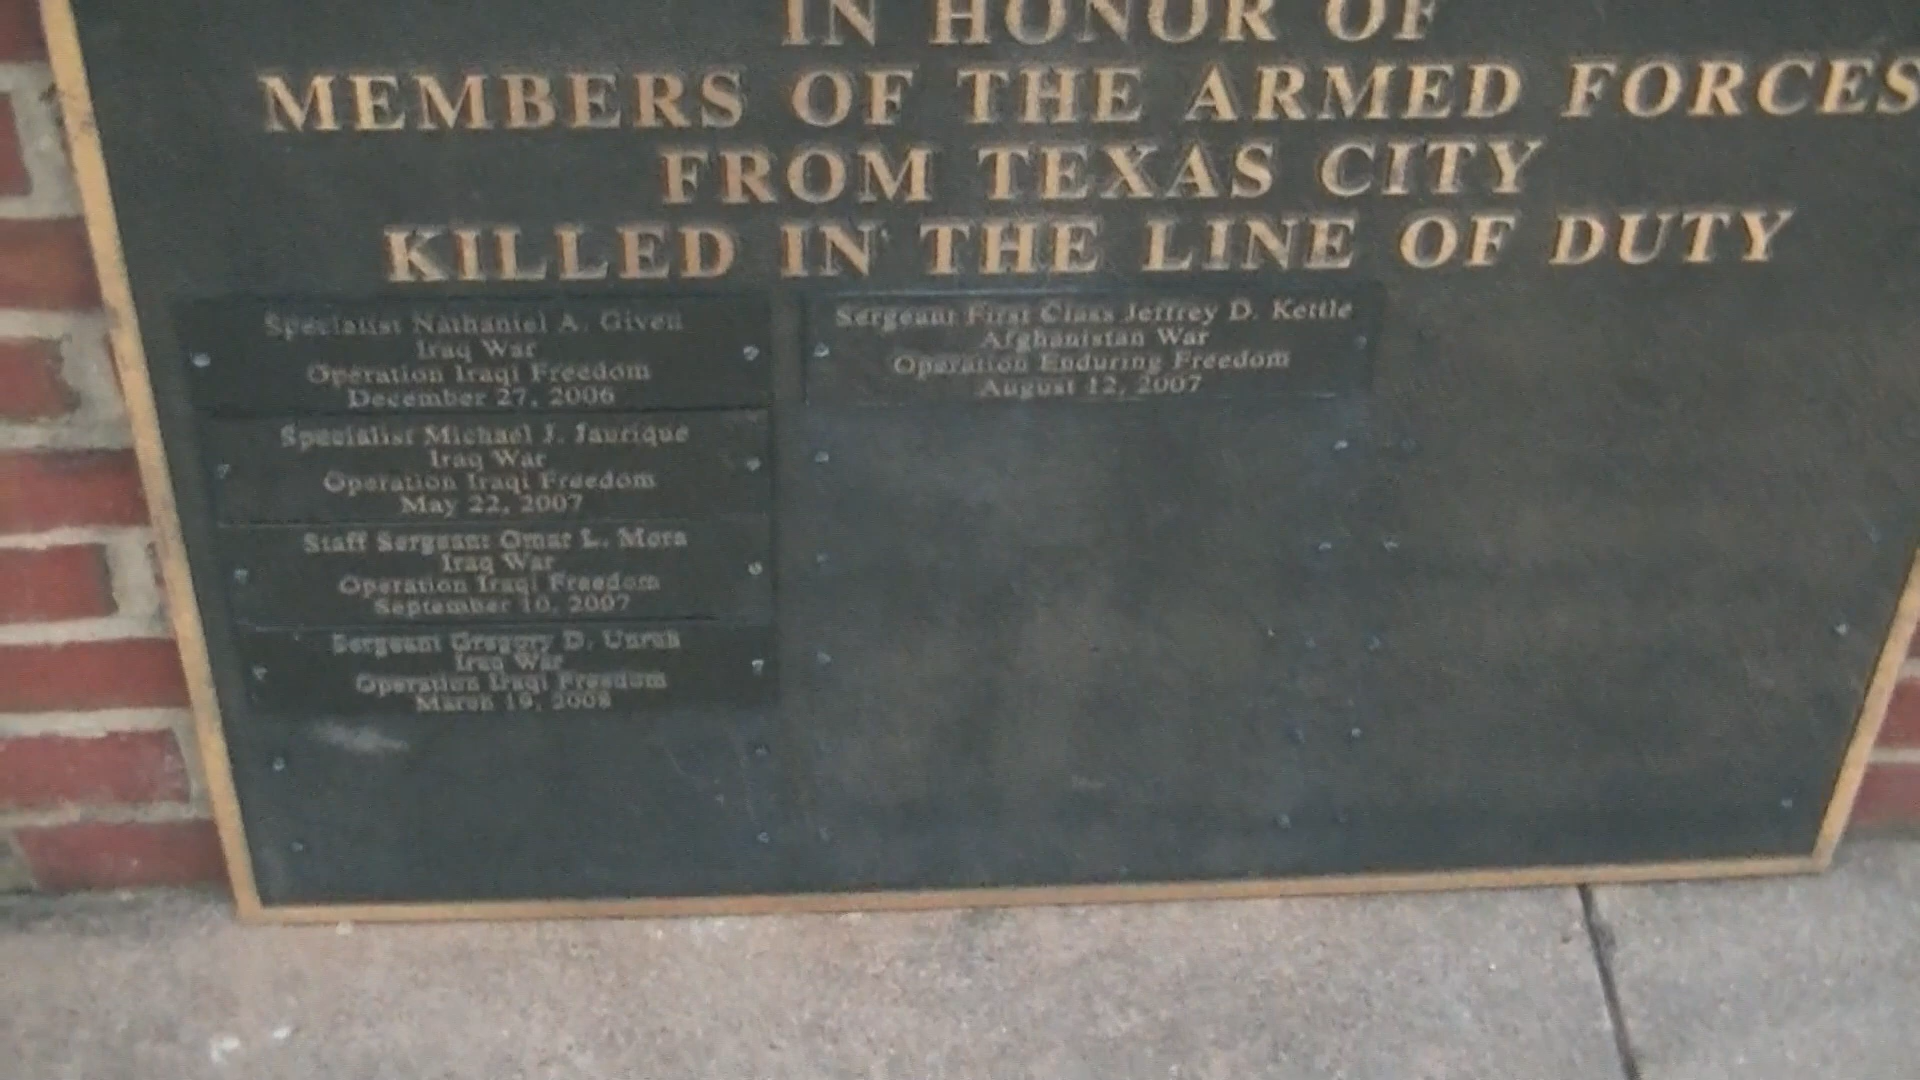 IN HONOR OF
MEMBERS OF THE ARMED FORCES
FROM TEXAS CITY
KILLED IN THE LINE OF DUTY
Specialist Nathaniel A. Given
Iraq War
Operation Iraqi Freedom
December 27, 2006
Specialist Michael J. Jaurigue
Iraq War
Operation Iraqi Freedom
May 22, 2007
Staff Sergeant Omar L. Mora
Iraq War
Operation Iraqi Freedom
September 10, 2007
Sergeant Gregory D. Unruh
Iraq War
Operation Iraqi Freedom
March 19, 2008
Sergeant First Class Jeffrey D. Kettle
Afghanistan War
Operation Enduring Freedom
August 12, 2007